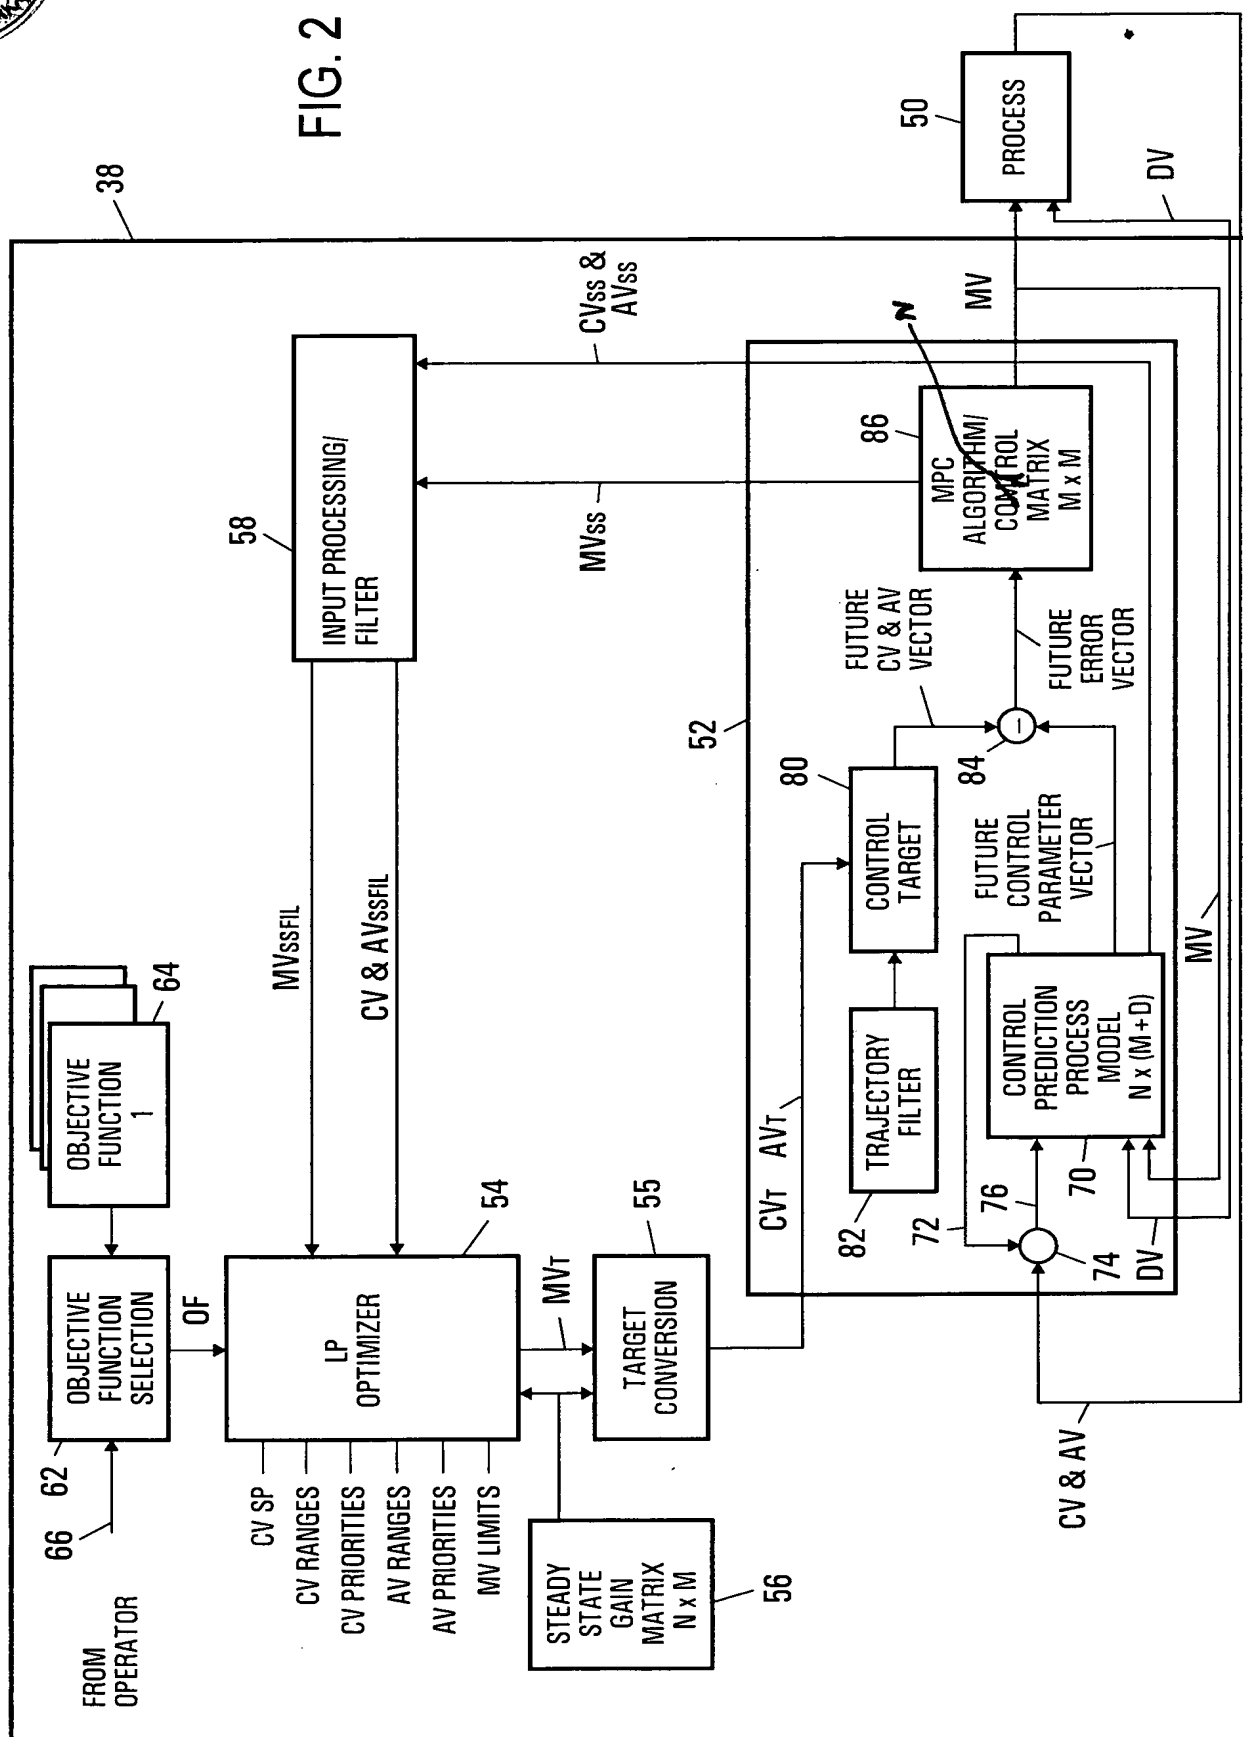 FIG. 2
38
FROM
OPERATOR
66
62
OBJECTIVE
FUNCTION
SELECTION
OBJECTIVE
FUNCTION
1
64
OF
CV SP
CV RANGES
CV PRIORITIES
AV RANGES
AV PRIORITIES
MV LIMITS
LP
OPTIMIZER
54
MVSSFIL
CV & AVSSFIL
58
INPUT PROCESSING/
FILTER
CVSS &
AVSS
MVSS
STEADY
STATE
GAIN
MATRIX
N x M
56
MVT
TARGET
CONVERSION
55
CVT AVT
52
82
TRAJECTORY
FILTER
80
CONTROL
TARGET
FUTURE
CV & AV
VECTOR
84
−
FUTURE
ERROR
VECTOR
86
MPC
ALGORITHM/
CONTROL
MATRIX
M x M
N
MV
50
PROCESS
DV
72
76
74
70
CONTROL
PREDICTION
PROCESS
MODEL
N x (M+D)
FUTURE
CONTROL
PARAMETER
VECTOR
DV
MV
CV & AV